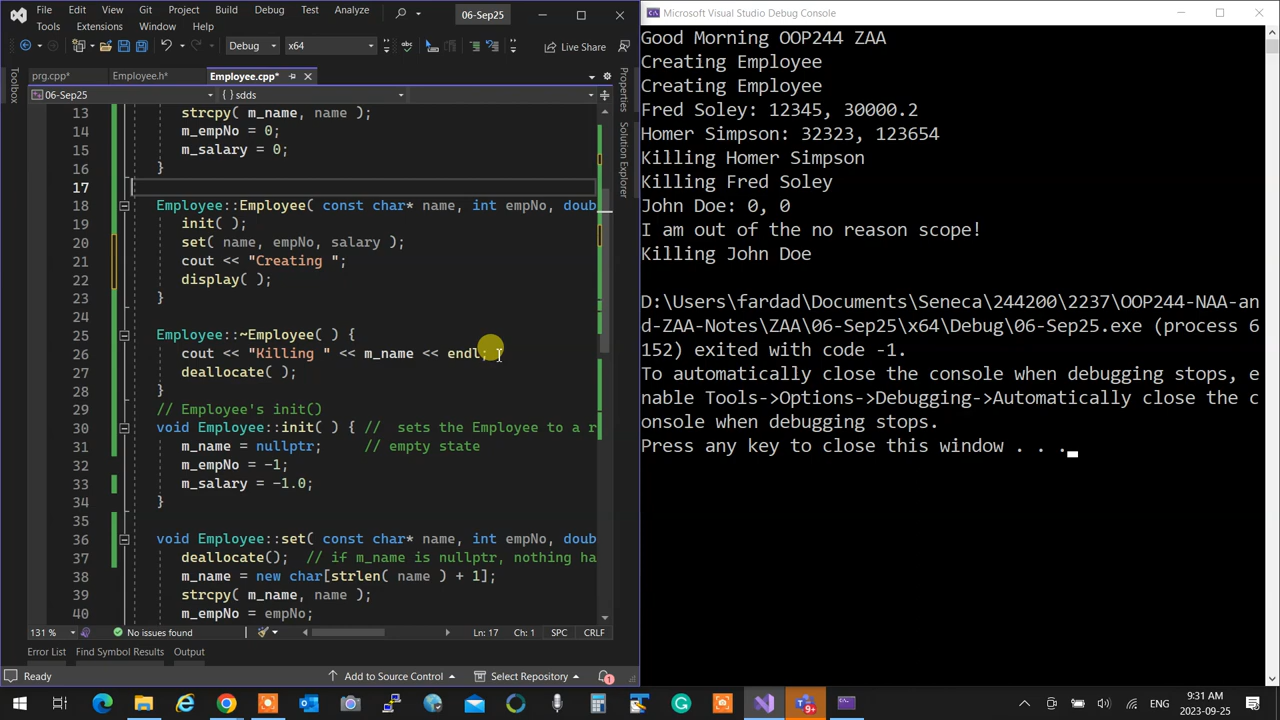 File Edit View Git Project Build Debug Test Analyze
Tools Extensions Window Help
06-Sep25
Debug x64 Live Share
prg.cpp* Employee.h* Employee.cpp*
06-Sep25 sdds
Toolbox
Properties
Solution Explorer
13 strcpy( m_name, name );
14 m_empNo = 0;
15 m_salary = 0;
16 }
17
18 Employee::Employee( const char* name, int empNo, doub
19 init( );
20 set( name, empNo, salary );
21 cout << "Creating ";
22 display( );
23 }
24
25 Employee::~Employee( ) {
26 cout << "Killing " << m_name << endl;
27 deallocate( );
28 }
29 // Employee's init()
30 void Employee::init( ) { // sets the Employee to a r
31 m_name = nullptr; // empty state
32 m_empNo = -1;
33 m_salary = -1.0;
34 }
35
36 void Employee::set( const char* name, int empNo, doub
37 deallocate(); // if m_name is nullptr, nothing ha
38 m_name = new char[strlen( name ) + 1];
39 strcpy( m_name, name );
40 m_empNo = empNo;
131 % No issues found Ln: 17 Ch: 1 SPC CRLF
Error List Find Symbol Results Output
Ready Add to Source Control Select Repository 1
Microsoft Visual Studio Debug Console
Good Morning OOP244 ZAA
Creating Employee
Creating Employee
Fred Soley: 12345, 30000.2
Homer Simpson: 32323, 123654
Killing Homer Simpson
Killing Fred Soley
John Doe: 0, 0
I am out of the no reason scope!
Killing John Doe
D:\Users\fardad\Documents\Seneca\244200\2237\OOP244-NAA-an
d-ZAA-Notes\ZAA\06-Sep25\x64\Debug\06-Sep25.exe (process 6
152) exited with code -1.
To automatically close the console when debugging stops, e
nable Tools->Options->Debugging->Automatically close the c
onsole when debugging stops.
Press any key to close this window . . .
9+
ENG
9:31 AM
2023-09-25